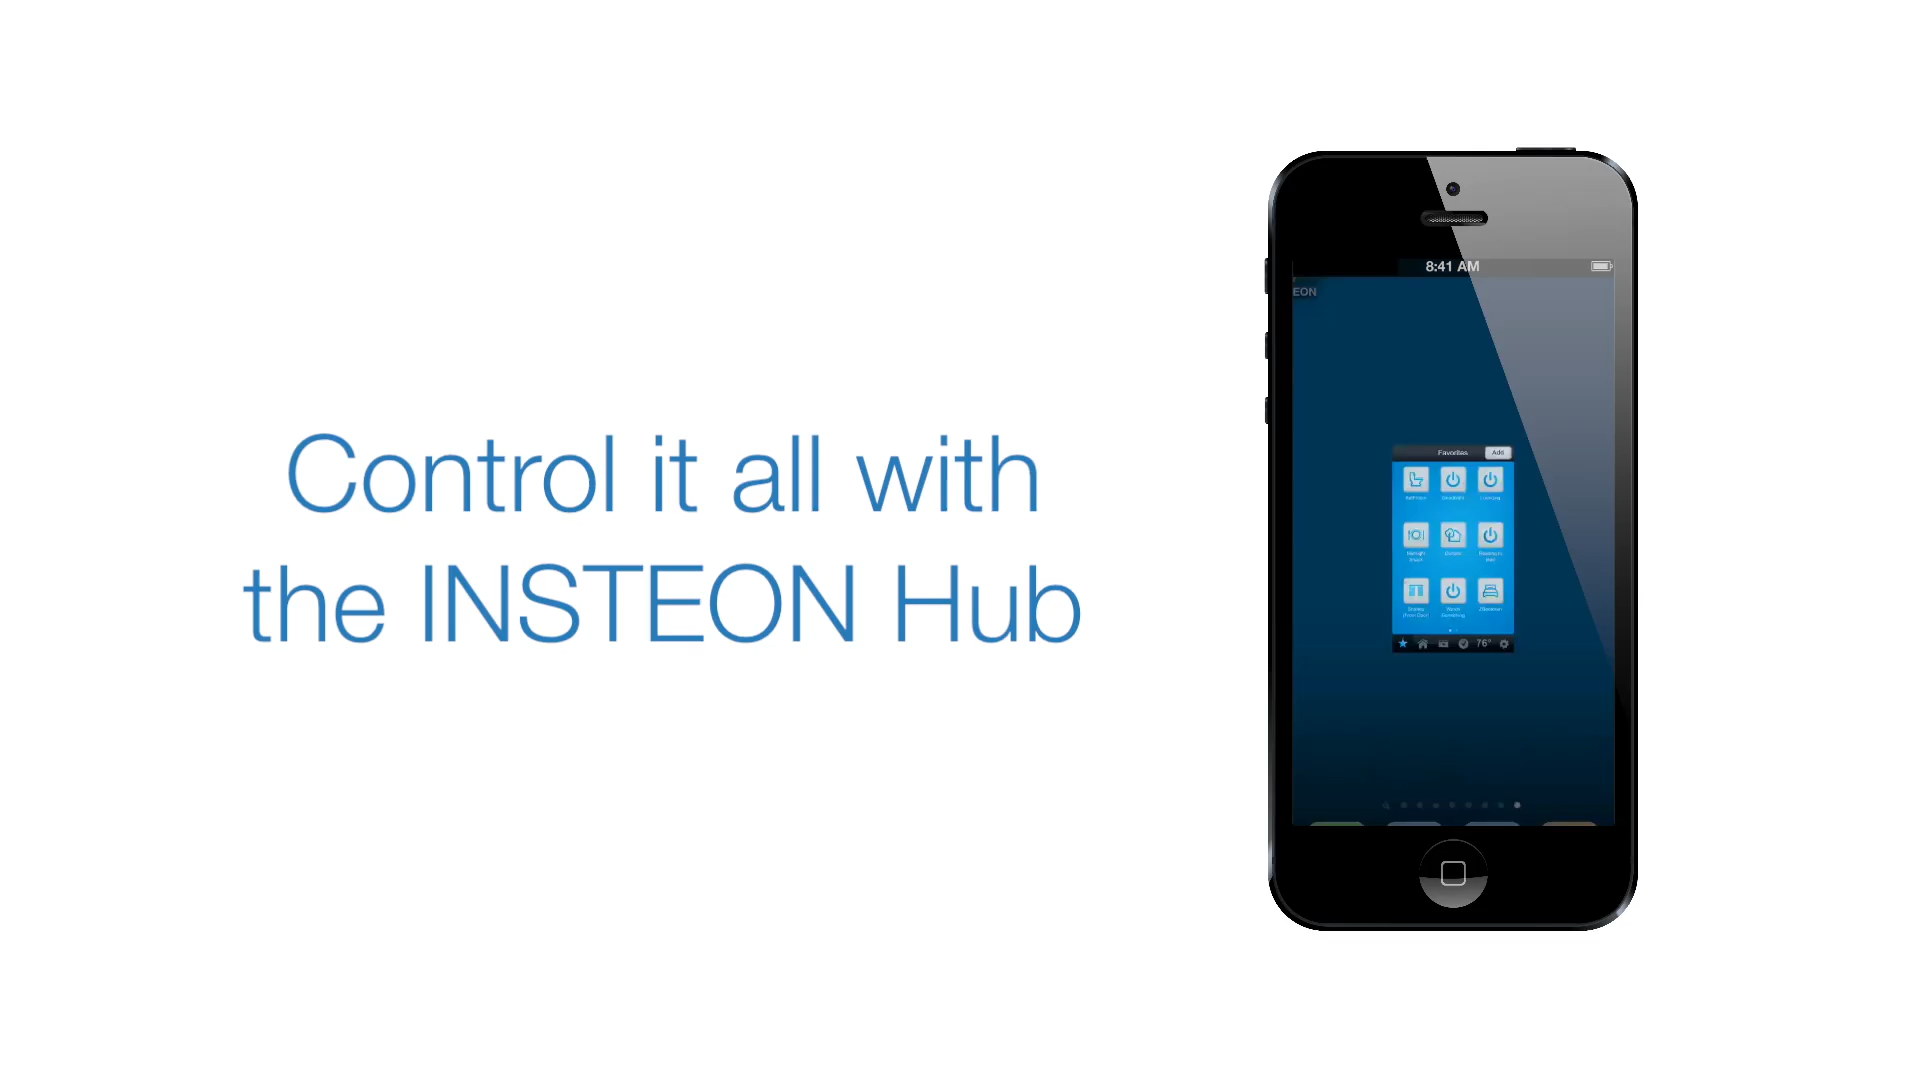 Control it all with
the INSTEON Hub
8:41 AM
EON
Favorites
Add
76°